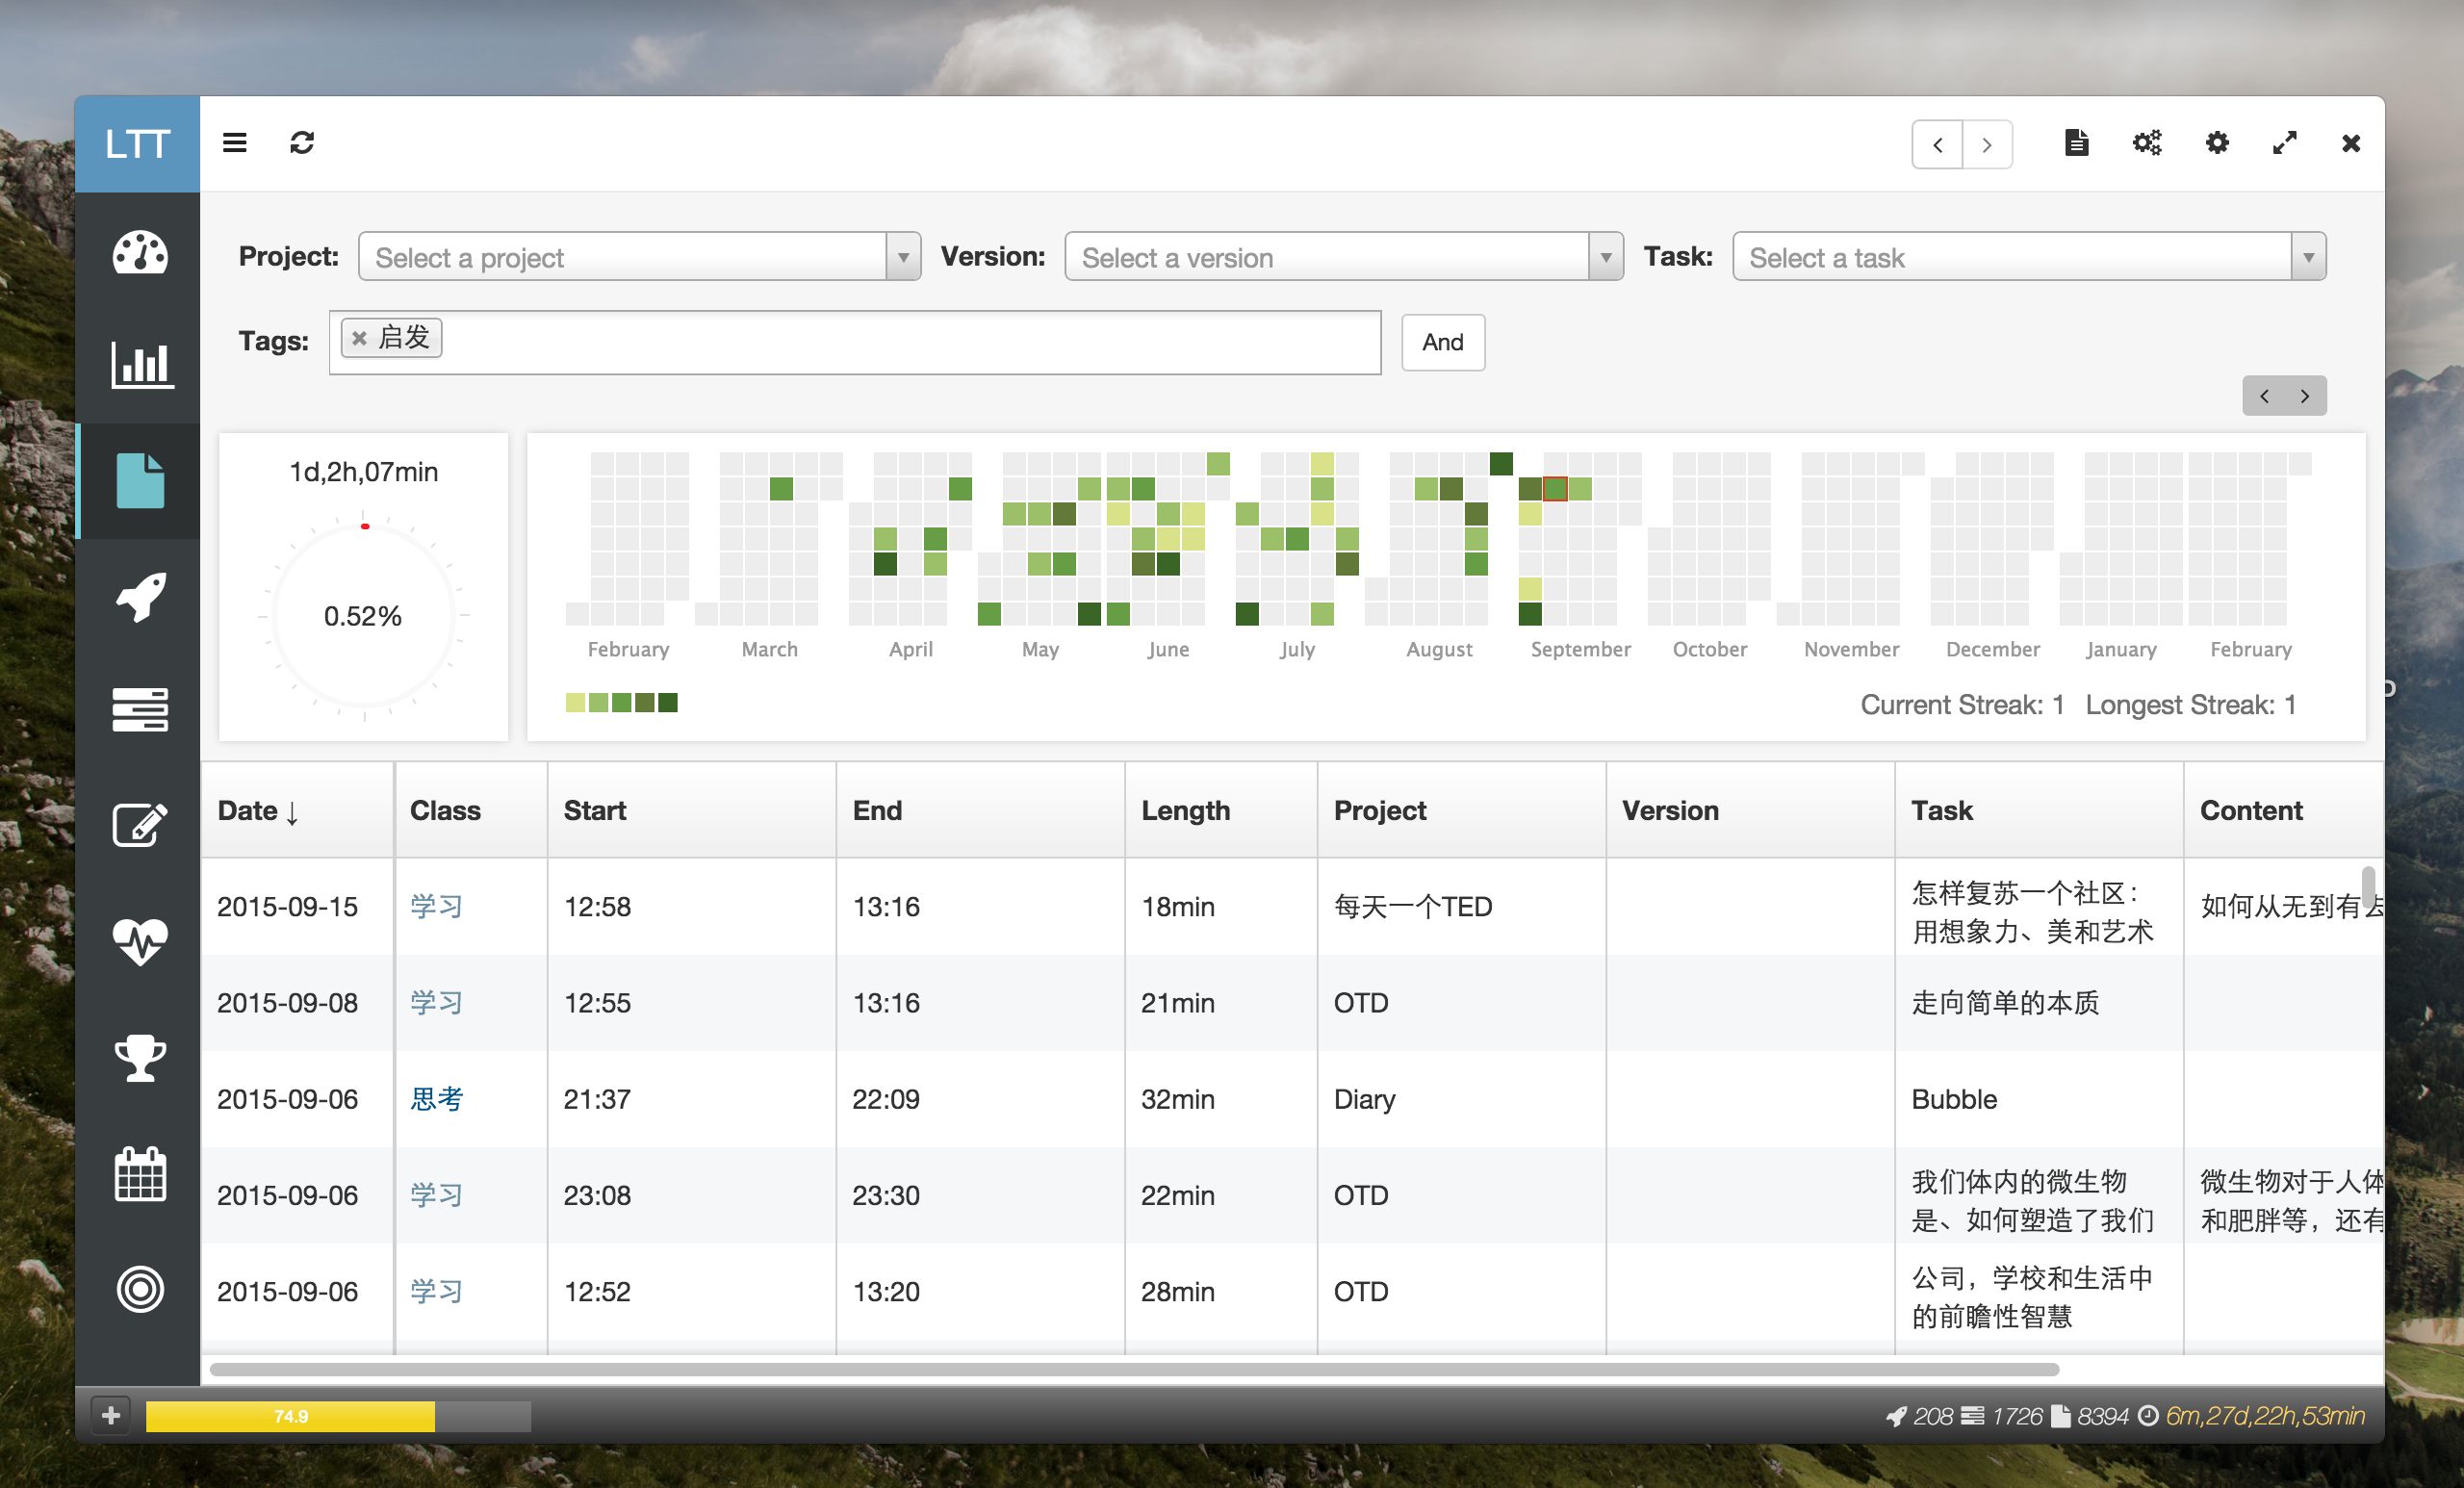 LTT
Project: Select a project Version: Select a version Task: Select a task
Tags: 启发 And
1d,2h,07min
0.52%
February March April May June July August September October November December January February
Current Streak: 1 Longest Streak: 1
Date ↓ Class Start End Length Project Version Task Content
2015-09-15 学习 12:58 13:16 18min 每天一个TED 怎样复苏一个社区：
用想象力、美和艺术
如何从无到有去
2015-09-08 学习 12:55 13:16 21min OTD 走向简单的本质
2015-09-06 思考 21:37 22:09 32min Diary Bubble
2015-09-06 学习 23:08 23:30 22min OTD 我们体内的微生物
是、如何塑造了我们
微生物对于人体
和肥胖等，还有
2015-09-06 学习 12:52 13:20 28min OTD 公司，学校和生活中
的前瞻性智慧
74.9
208 1726 8394 6m,27d,22h,53min